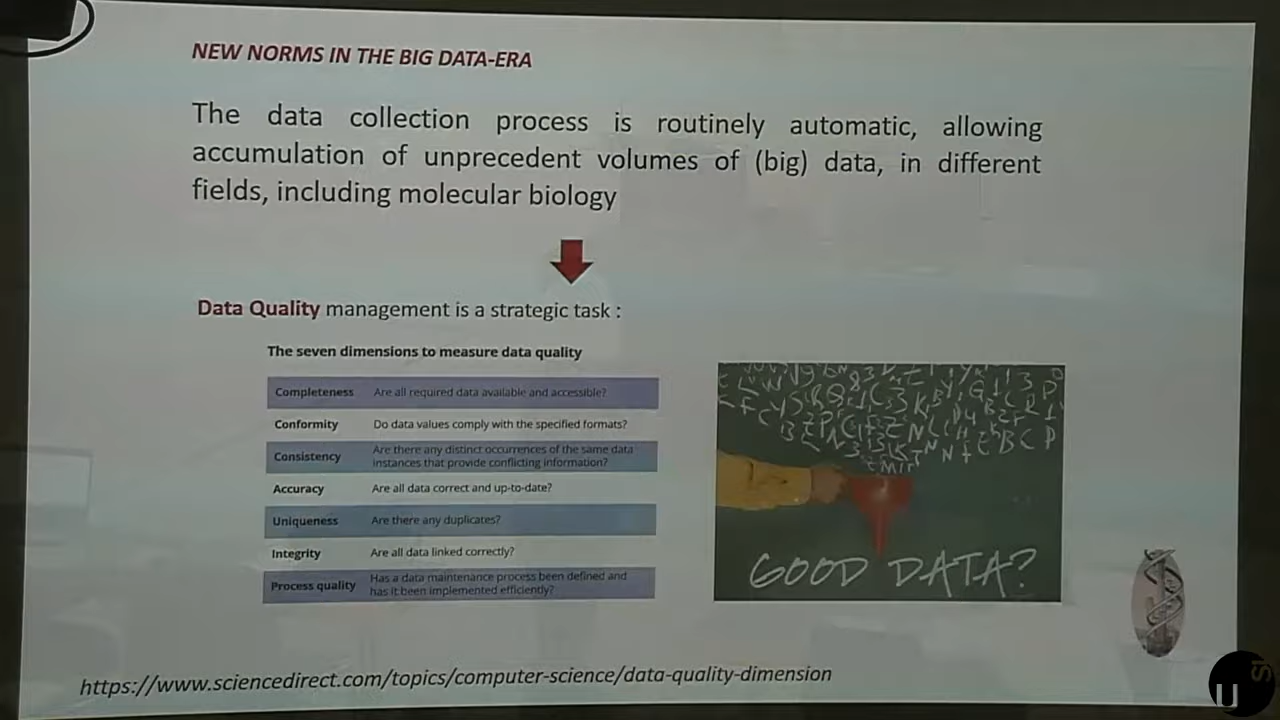 NEW NORMS IN THE BIG DATA-ERA
The data collection process is routinely automatic, allowing
accumulation of unprecedent volumes of (big) data, in different
fields, including molecular biology
Data Quality management is a strategic task :
The seven dimensions to measure data quality
Completeness Are all required data available and accessible?
Conformity Do data values comply with the specified formats?
Consistency Are there any distinct occurrences of the same data
instances that provide conflicting information?
Accuracy Are all data correct and up-to-date?
Uniqueness Are there any duplicates?
Integrity Are all data linked correctly?
Process quality Has a data maintenance process been defined and
has it been implemented efficiently?
GOOD DATA?
https://www.sciencedirect.com/topics/computer-science/data-quality-dimension